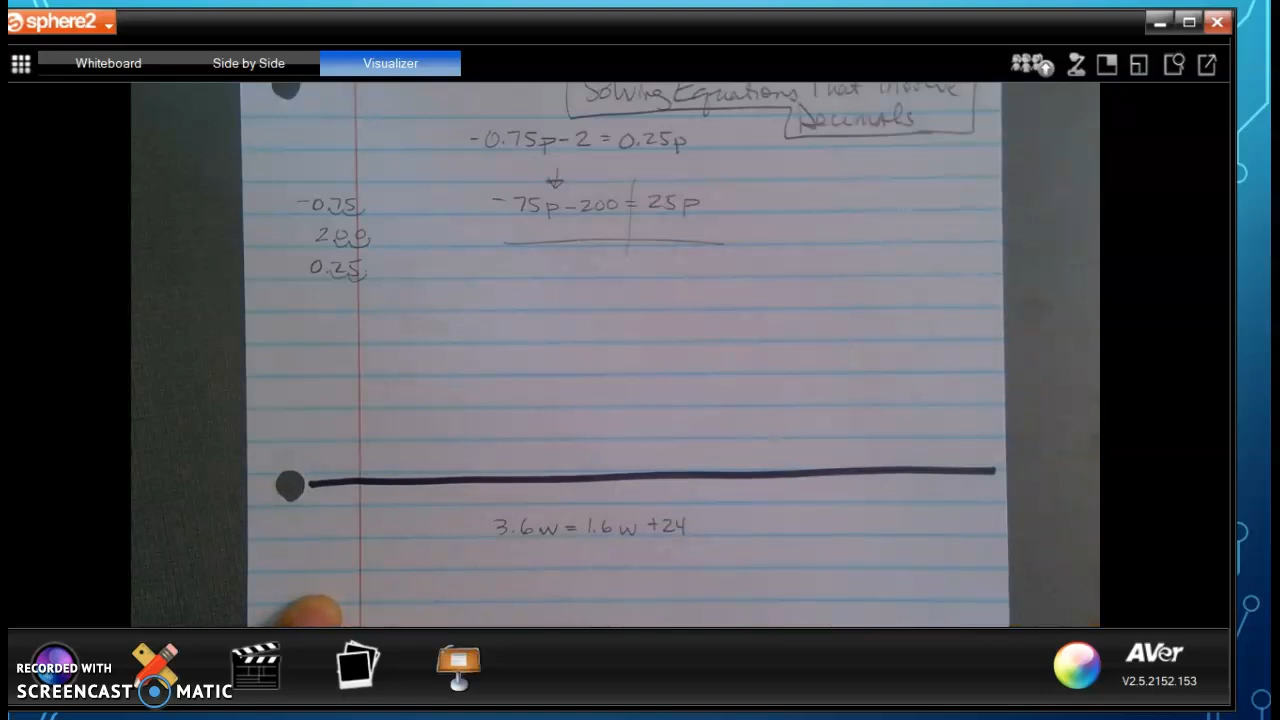 sphere2
Whiteboard Side by Side Visualizer
Solving Equations That Involve
Decimals
-0.75p-2=0.25p
-0.75 -75p-200=25p
200
0.25
3.6w=1.6w+24
RECORDED WITH
SCREENCAST MATIC
AVer
V2.5.2152.153